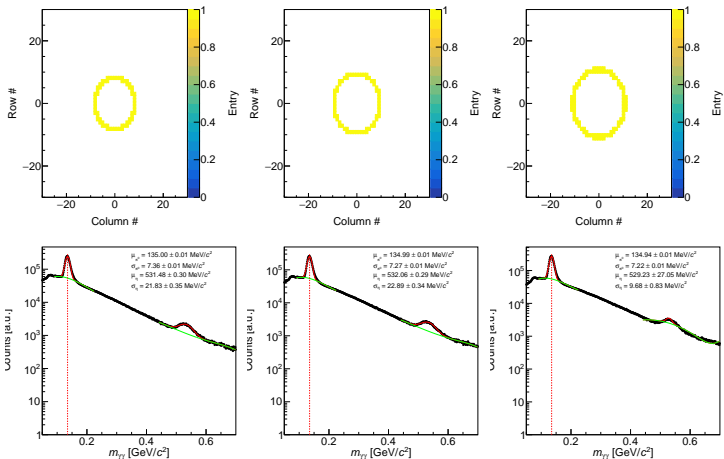 20
0
−20
Row #
−20 0 20
Column #
1
0.8
0.6
0.4
0.2
0
Entry
20
0
−20
Row #
−20 0 20
Column #
1
0.8
0.6
0.4
0.2
0
Entry
20
0
−20
Row #
−20 0 20
Column #
1
0.8
0.6
0.4
0.2
0
Entry
μπ⁰ = 135.00 ± 0.01 MeV/c²
σπ⁰ = 7.36 ± 0.01 MeV/c²
μη = 531.48 ± 0.30 MeV/c²
ση = 21.83 ± 0.35 MeV/c²
10⁵
10⁴
10³
10²
10
1
Counts [a.u.]
0.2 0.4 0.6
mγγ [GeV/c²]
μπ⁰ = 134.99 ± 0.01 MeV/c²
σπ⁰ = 7.27 ± 0.01 MeV/c²
μη = 532.06 ± 0.29 MeV/c²
ση = 22.89 ± 0.34 MeV/c²
10⁵
10⁴
10³
10²
10
1
Counts [a.u.]
0.2 0.4 0.6
mγγ [GeV/c²]
μπ⁰ = 134.94 ± 0.01 MeV/c²
σπ⁰ = 7.22 ± 0.01 MeV/c²
μη = 529.23 ± 27.05 MeV/c²
ση = 9.68 ± 0.83 MeV/c²
10⁵
10⁴
10³
10²
10
1
Counts [a.u.]
0.2 0.4 0.6
mγγ [GeV/c²]